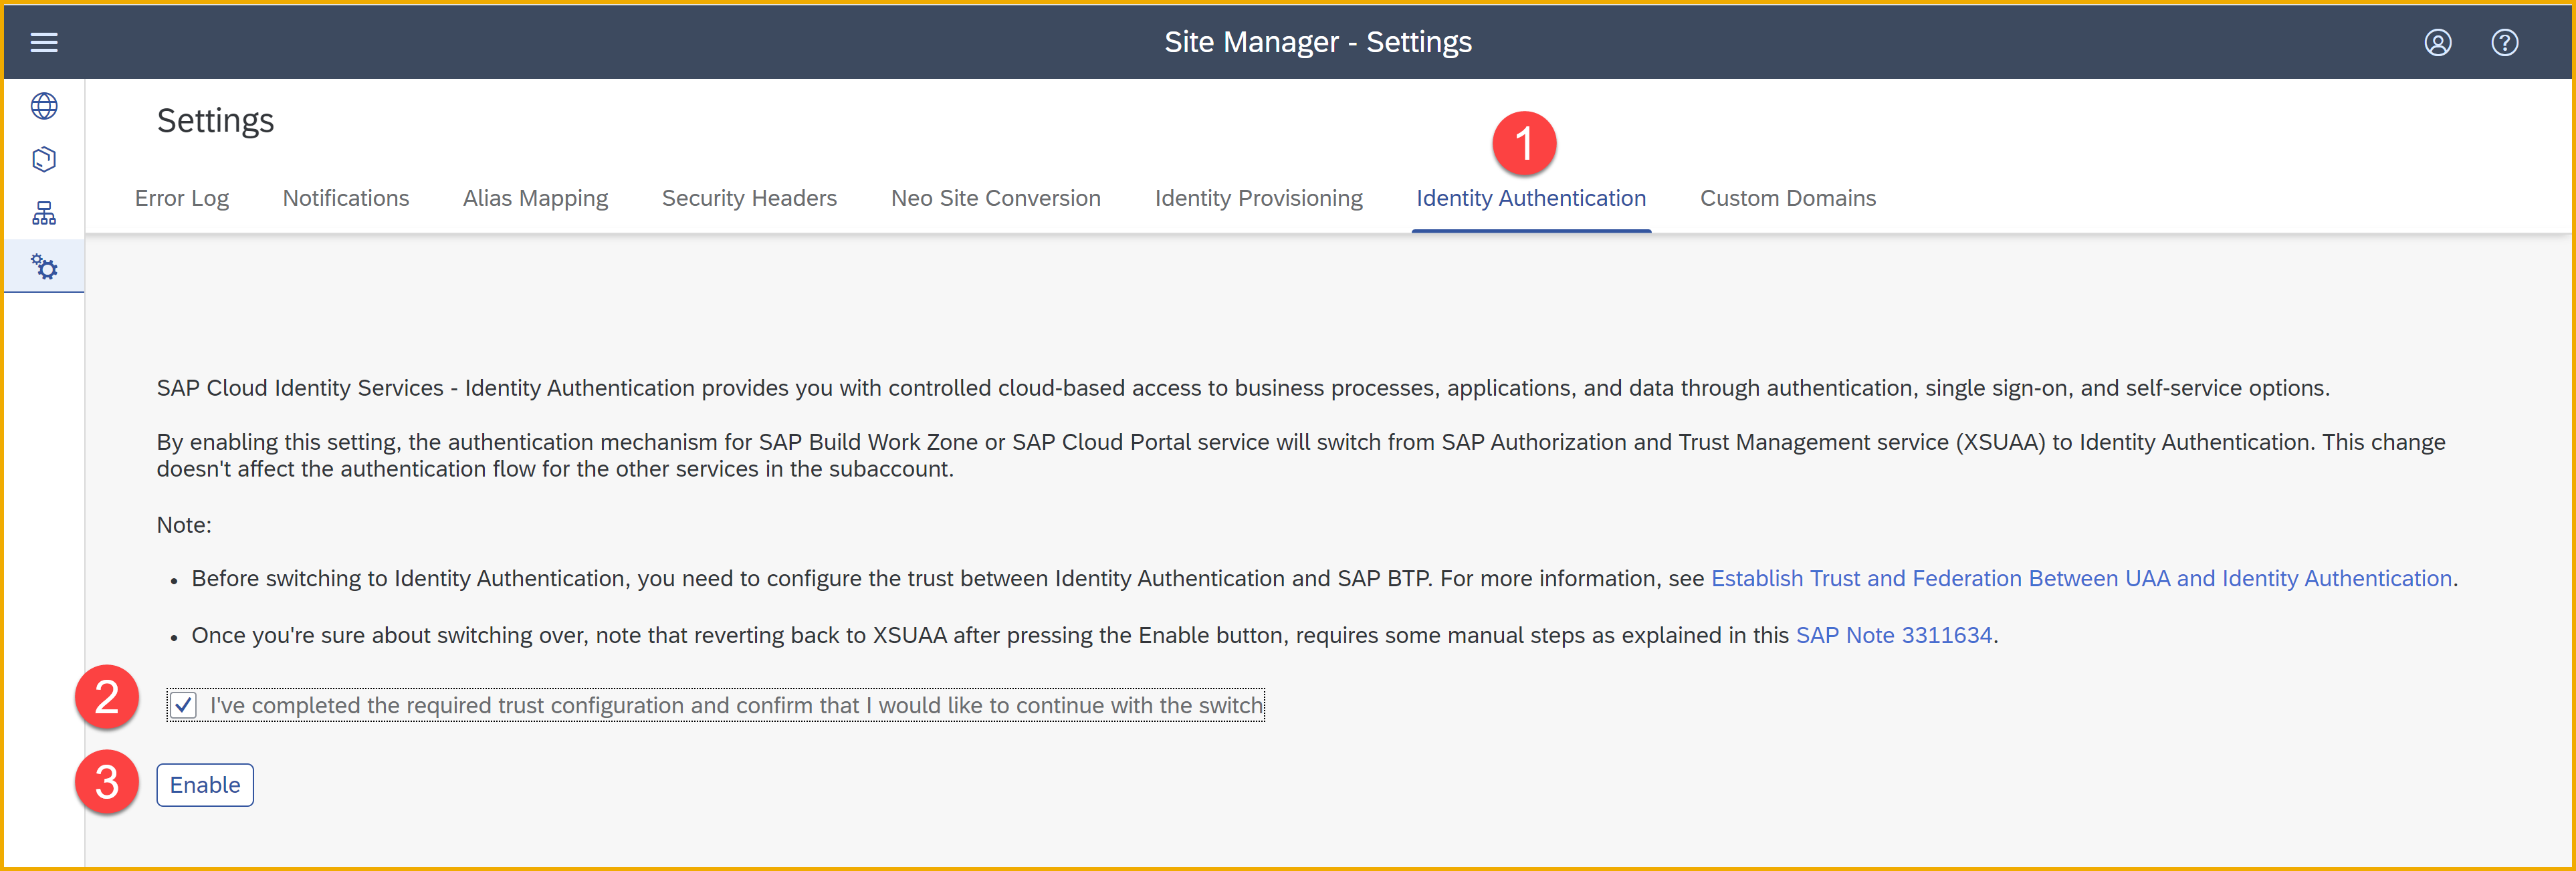 Site Manager - Settings
?
Settings
1
Error Log Notifications Alias Mapping Security Headers Neo Site Conversion Identity Provisioning Identity Authentication Custom Domains
SAP Cloud Identity Services - Identity Authentication provides you with controlled cloud-based access to business processes, applications, and data through authentication, single sign-on, and self-service options.
By enabling this setting, the authentication mechanism for SAP Build Work Zone or SAP Cloud Portal service will switch from SAP Authorization and Trust Management service (XSUAA) to Identity Authentication. This change
doesn't affect the authentication flow for the other services in the subaccount.
Note:
• Before switching to Identity Authentication, you need to configure the trust between Identity Authentication and SAP BTP. For more information, see Establish Trust and Federation Between UAA and Identity Authentication.
• Once you're sure about switching over, note that reverting back to XSUAA after pressing the Enable button, requires some manual steps as explained in this SAP Note 3311634.
2 I've completed the required trust configuration and confirm that I would like to continue with the switch
3 Enable